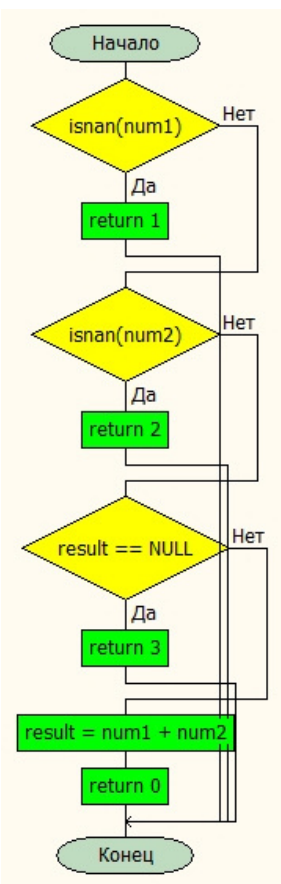 Начало
isnan(num1)
Нет
Да
return 1
isnan(num2)
Нет
Да
return 2
result == NULL
Нет
Да
return 3
result = num1 + num2
return 0
Конец